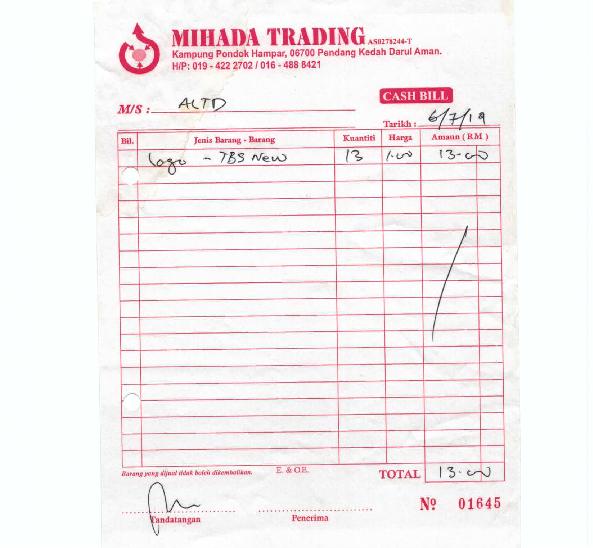 MIHADA TRADING AS0278244-T
Kampung Pondok Hampar, 06700 Pendang Kedah Darul Aman.
H/P: 019 - 422 2702 / 016 - 488 8421
CASH BILL
M/S : ALTD
Tarikh : 6/7/19
Bil. Jenis Barang - Barang Kuantiti Harga Amaun ( RM )
Logo - TBS New 13 1.00 13-00
Barang yang dijual tidak boleh dikembalikan. E. & O.E. TOTAL 13-00
Nº 01645
Tandatangan Penerima